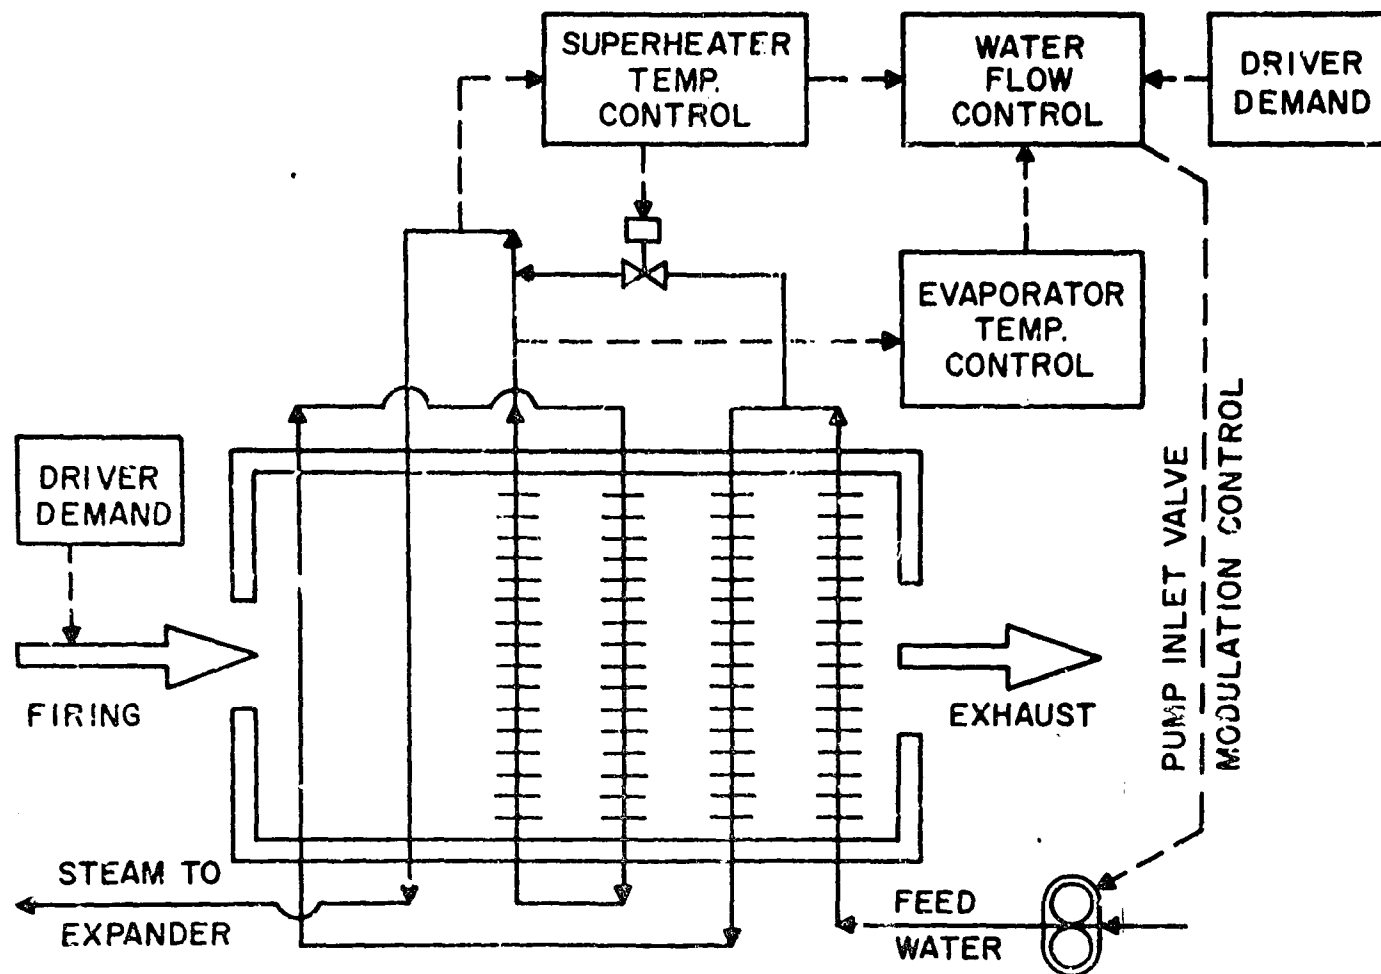 SUPERHEATER
TEMP.
CONTROL
WATER
FLOW
CONTROL
DRIVER
DEMAND
EVAPORATOR
TEMP.
CONTROL
DRIVER
DEMAND
FIRING
EXHAUST
PUMP INLET VALVE
MODULATION CONTROL
STEAM TO
EXPANDER
FEED
WATER